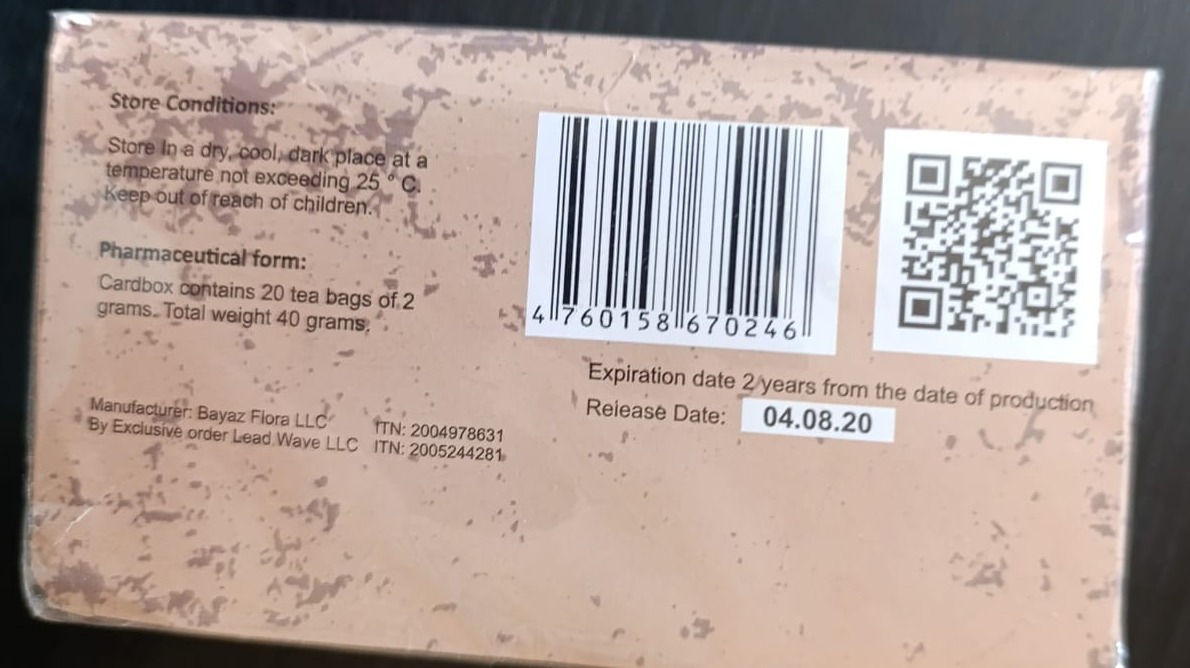 Store Conditions:
Store In a dry, cool, dark place at a
temperature not exceeding 25 ° C.
Keep out of reach of children.
Pharmaceutical form:
Cardbox contains 20 tea bags of 2
grams. Total weight 40 grams.
Manufacturer: Bayaz Flora LLC ITN: 2004978631
By Exclusive order Lead Wave LLC ITN: 2005244281
4 760158 670246
Expiration date 2 years from the date of production
Release Date: 04.08.20